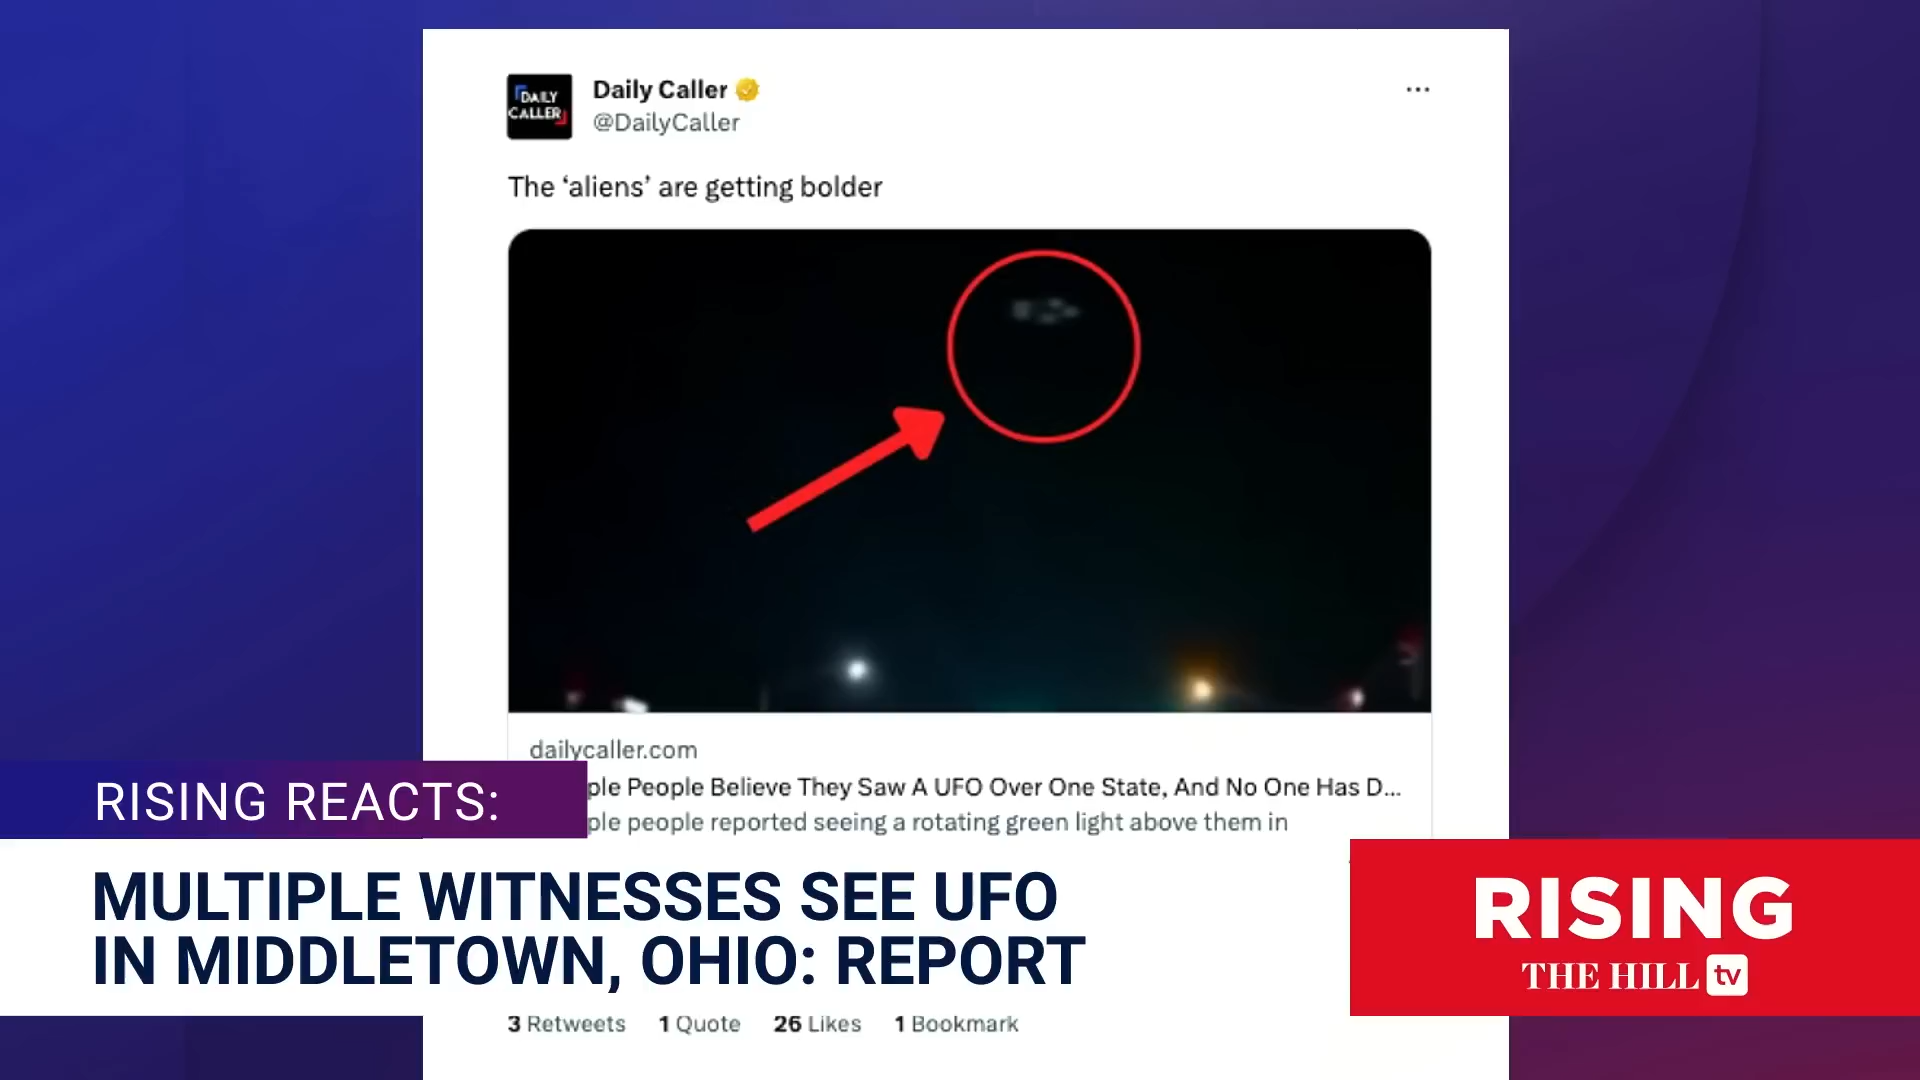 DAILY
CALLER
Daily Caller
@DailyCaller
The ‘aliens’ are getting bolder
dailycaller.com
ple People Believe They Saw A UFO Over One State, And No One Has D...
ple people reported seeing a rotating green light above them in
RISING REACTS:
MULTIPLE WITNESSES SEE UFO
IN MIDDLETOWN, OHIO: REPORT
RISING
THE HILL tv
3 Retweets 1 Quote 26 Likes 1 Bookmark